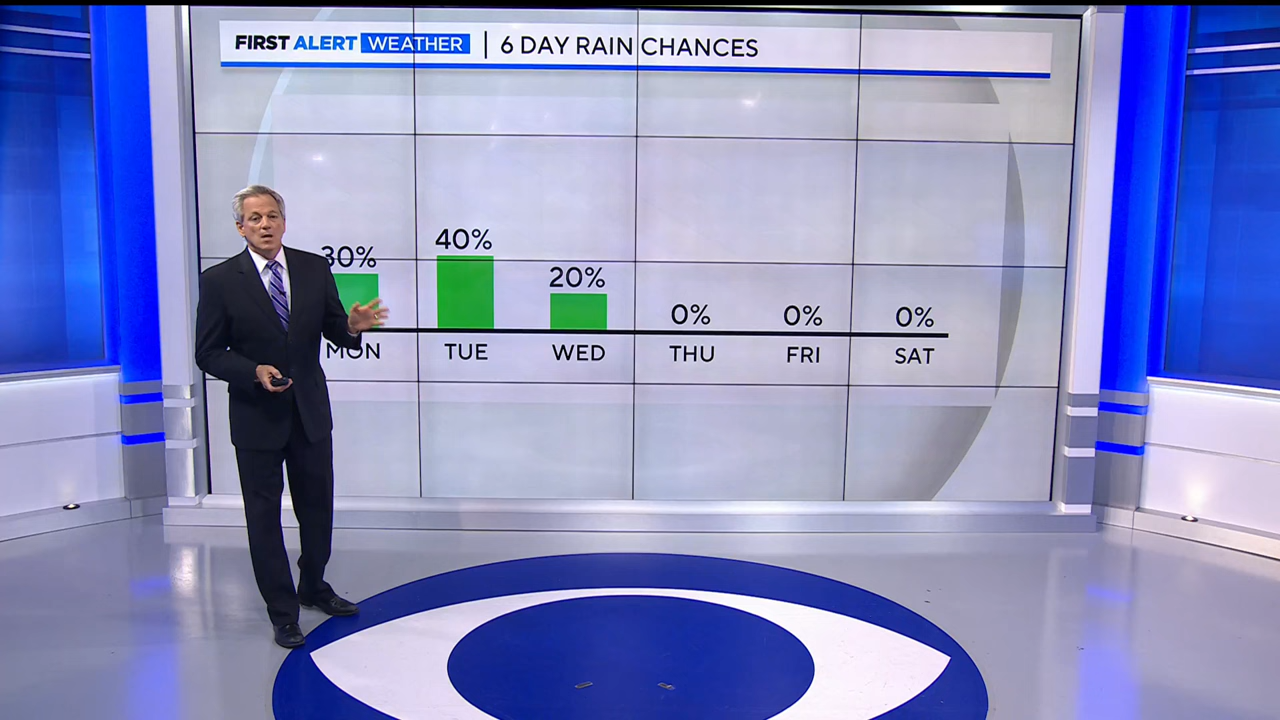 FIRST ALERT WEATHER | 6 DAY RAIN CHANCES
30% 40% 20% 0% 0% 0%
MON TUE WED THU FRI SAT